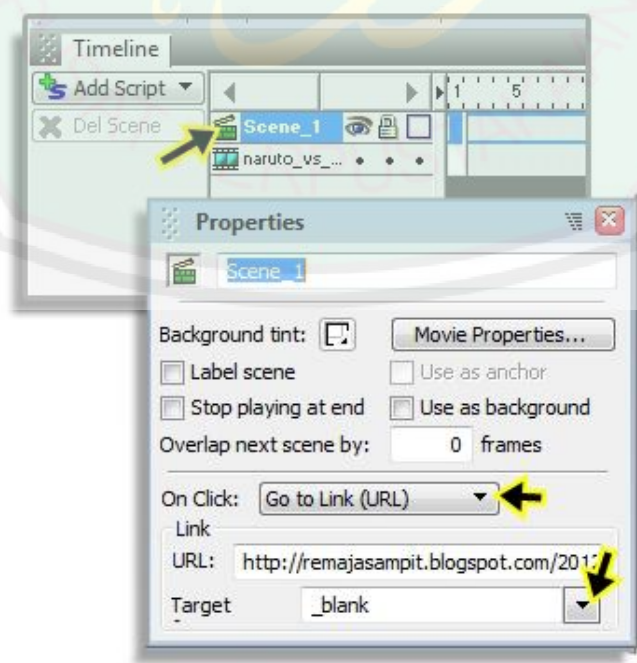 Timeline
Add Script
1 5
Del Scene
Scene_1
naruto_vs_...
Properties
Scene_1
Background tint:
Movie Properties...
Label scene
Use as anchor
Stop playing at end
Use as background
Overlap next scene by: 0 frames
On Click: Go to Link (URL)
Link
URL: http://remajasampit.blogspot.com/201
Target _blank